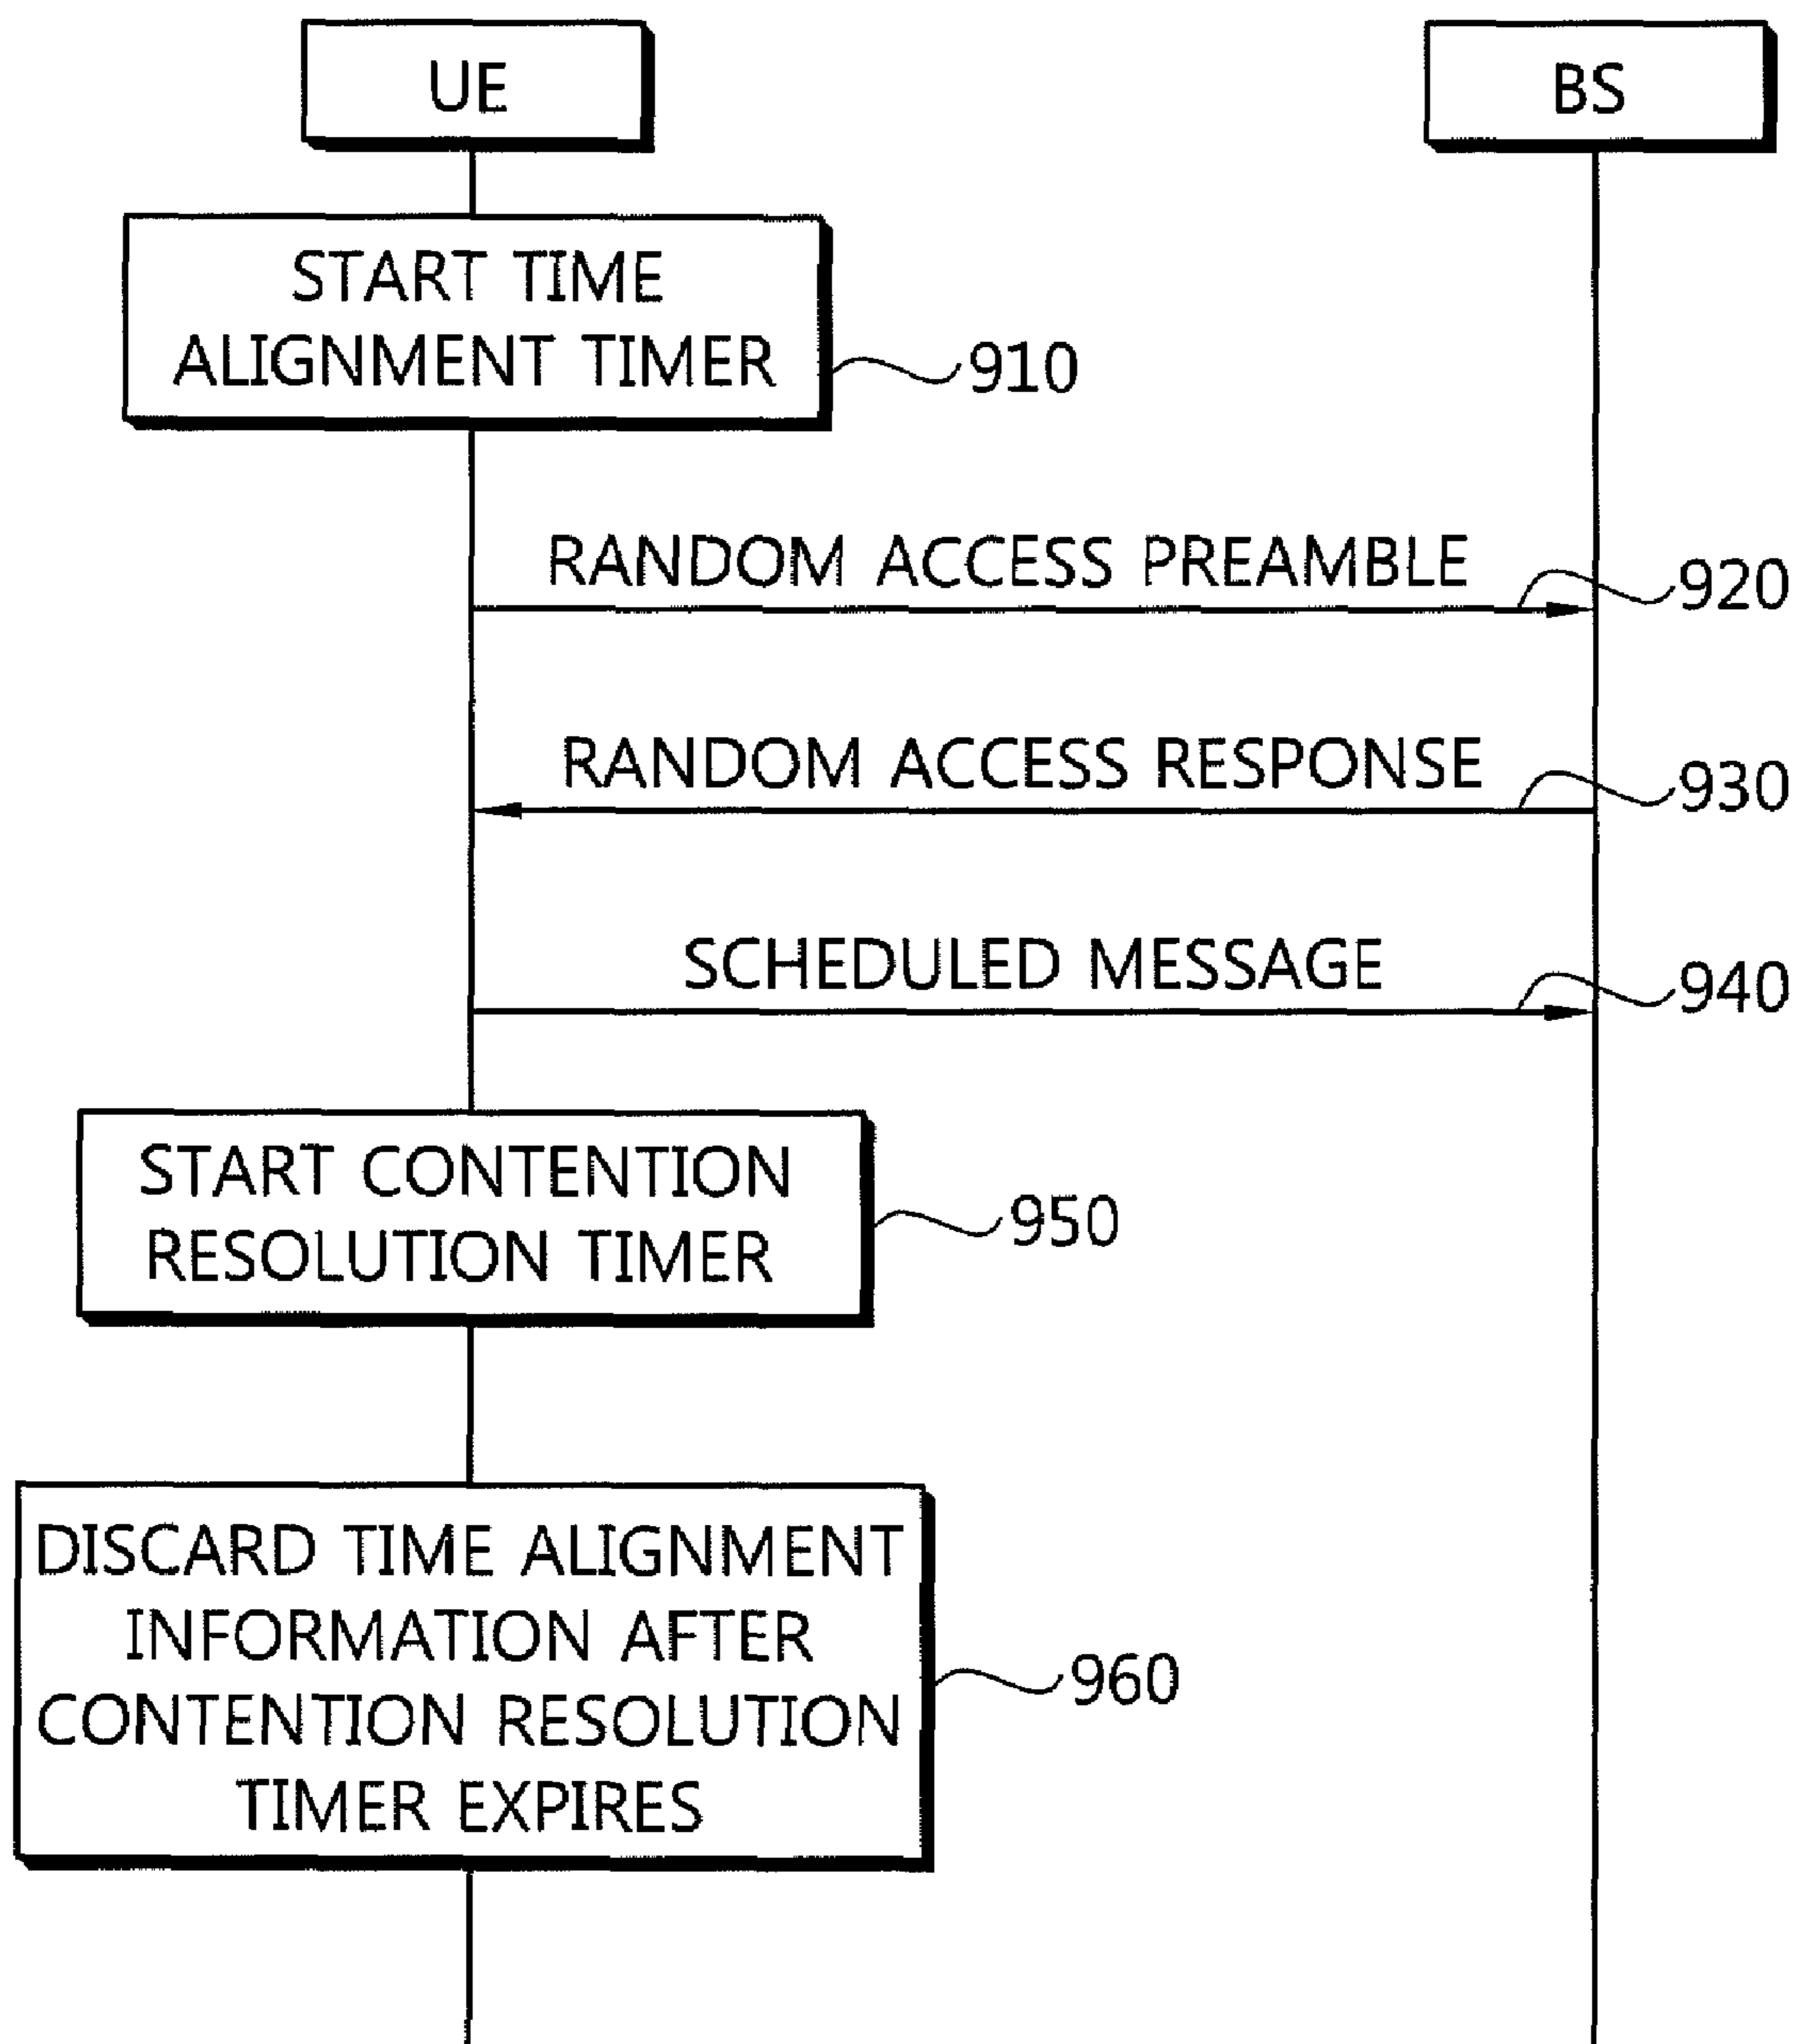 UE
BS
START TIME
ALIGNMENT TIMER
910
RANDOM ACCESS PREAMBLE
920
RANDOM ACCESS RESPONSE
930
SCHEDULED MESSAGE
940
START CONTENTION
RESOLUTION TIMER
950
DISCARD TIME ALIGNMENT
INFORMATION AFTER
CONTENTION RESOLUTION
TIMER EXPIRES
960